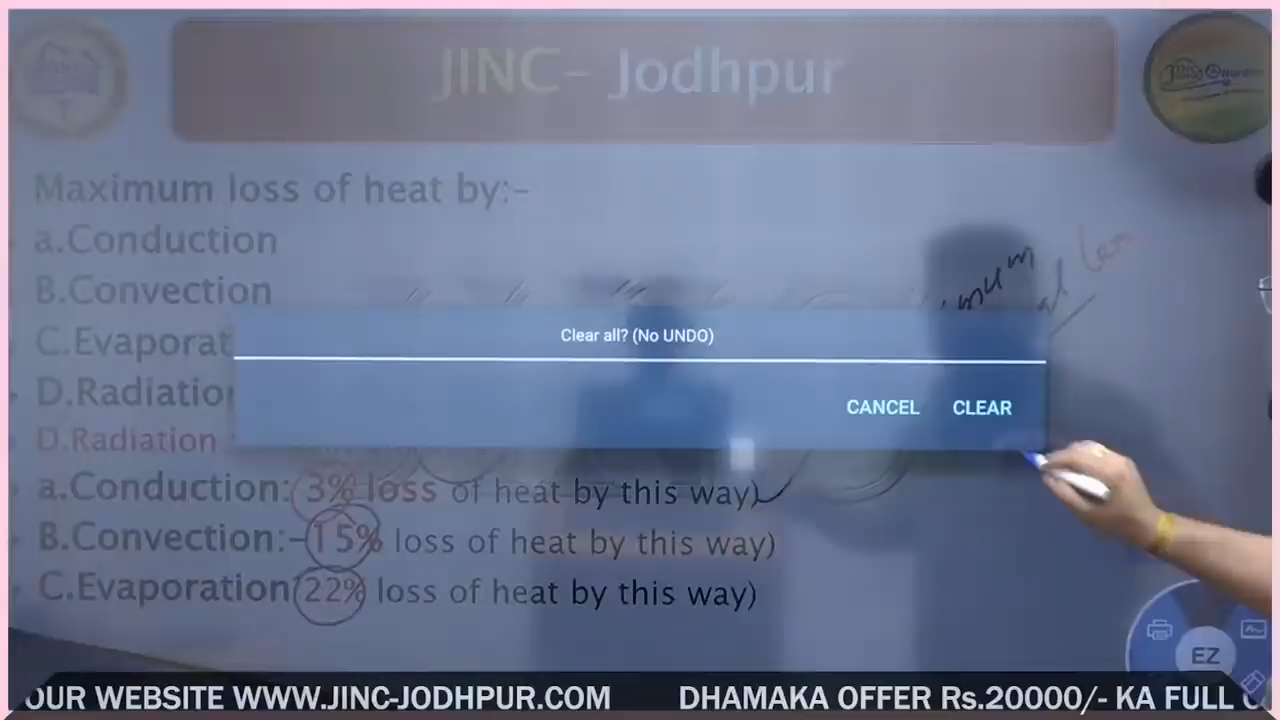 JINC- Jodhpur
Maximum loss of heat by:-
a.Conduction
B.Convection
C.Evaporat
D.Radiation
D.Radiation
Clear all? (No UNDO)
CANCEL CLEAR
a.Conduction: 3% loss of heat by this way)
B.Convection:-15% loss of heat by this way)
C.Evaporation 22% loss of heat by this way)
EZ
OUR WEBSITE WWW.JINC-JODHPUR.COM DHAMAKA OFFER Rs.20000/- KA FULL